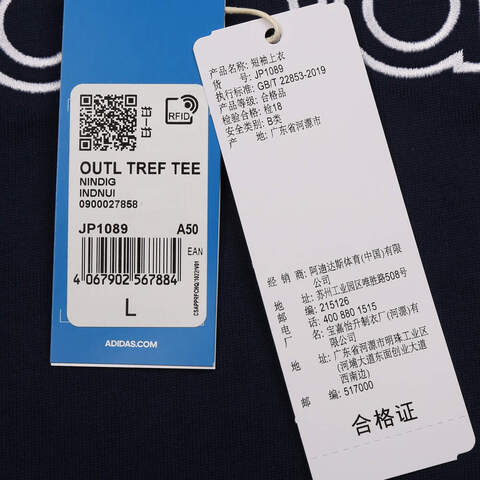 RFID
OUTL TREF TEE
NINDIG
INDNUI
0900027858
JP1089 A50
EAN
4 067902 567884
L
ADIDAS.COM
产品名称: 短袖上衣
货 号: JP1089
执行标准: GB/T 22853-2019
产品等级: 合格品
检验合格: 检18
安全类别: B类
产 地: 广东省河源市
经 销 商: 阿迪达斯体育(中国)有限
公司
地 址: 苏州工业园区唯胜路508号
邮 编: 215126
电 话: 400 880 1515
厂 名: 宝嘉怡升制衣厂(河源)有
限公司
地 址: 广东省河源市明珠工业区
(河埔大道东面创业大道
西南边)
邮 编: 517000
合格证